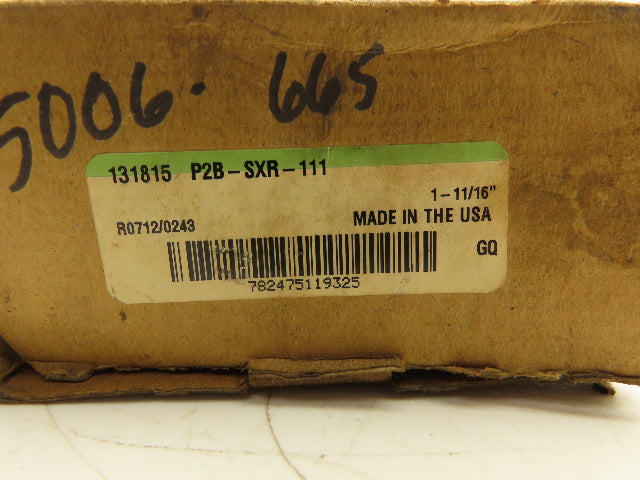 5006. 665
131815 P2B-SXR-111
1-11/16"
R0712/0243 MADE IN THE USA
GQ
782475119325